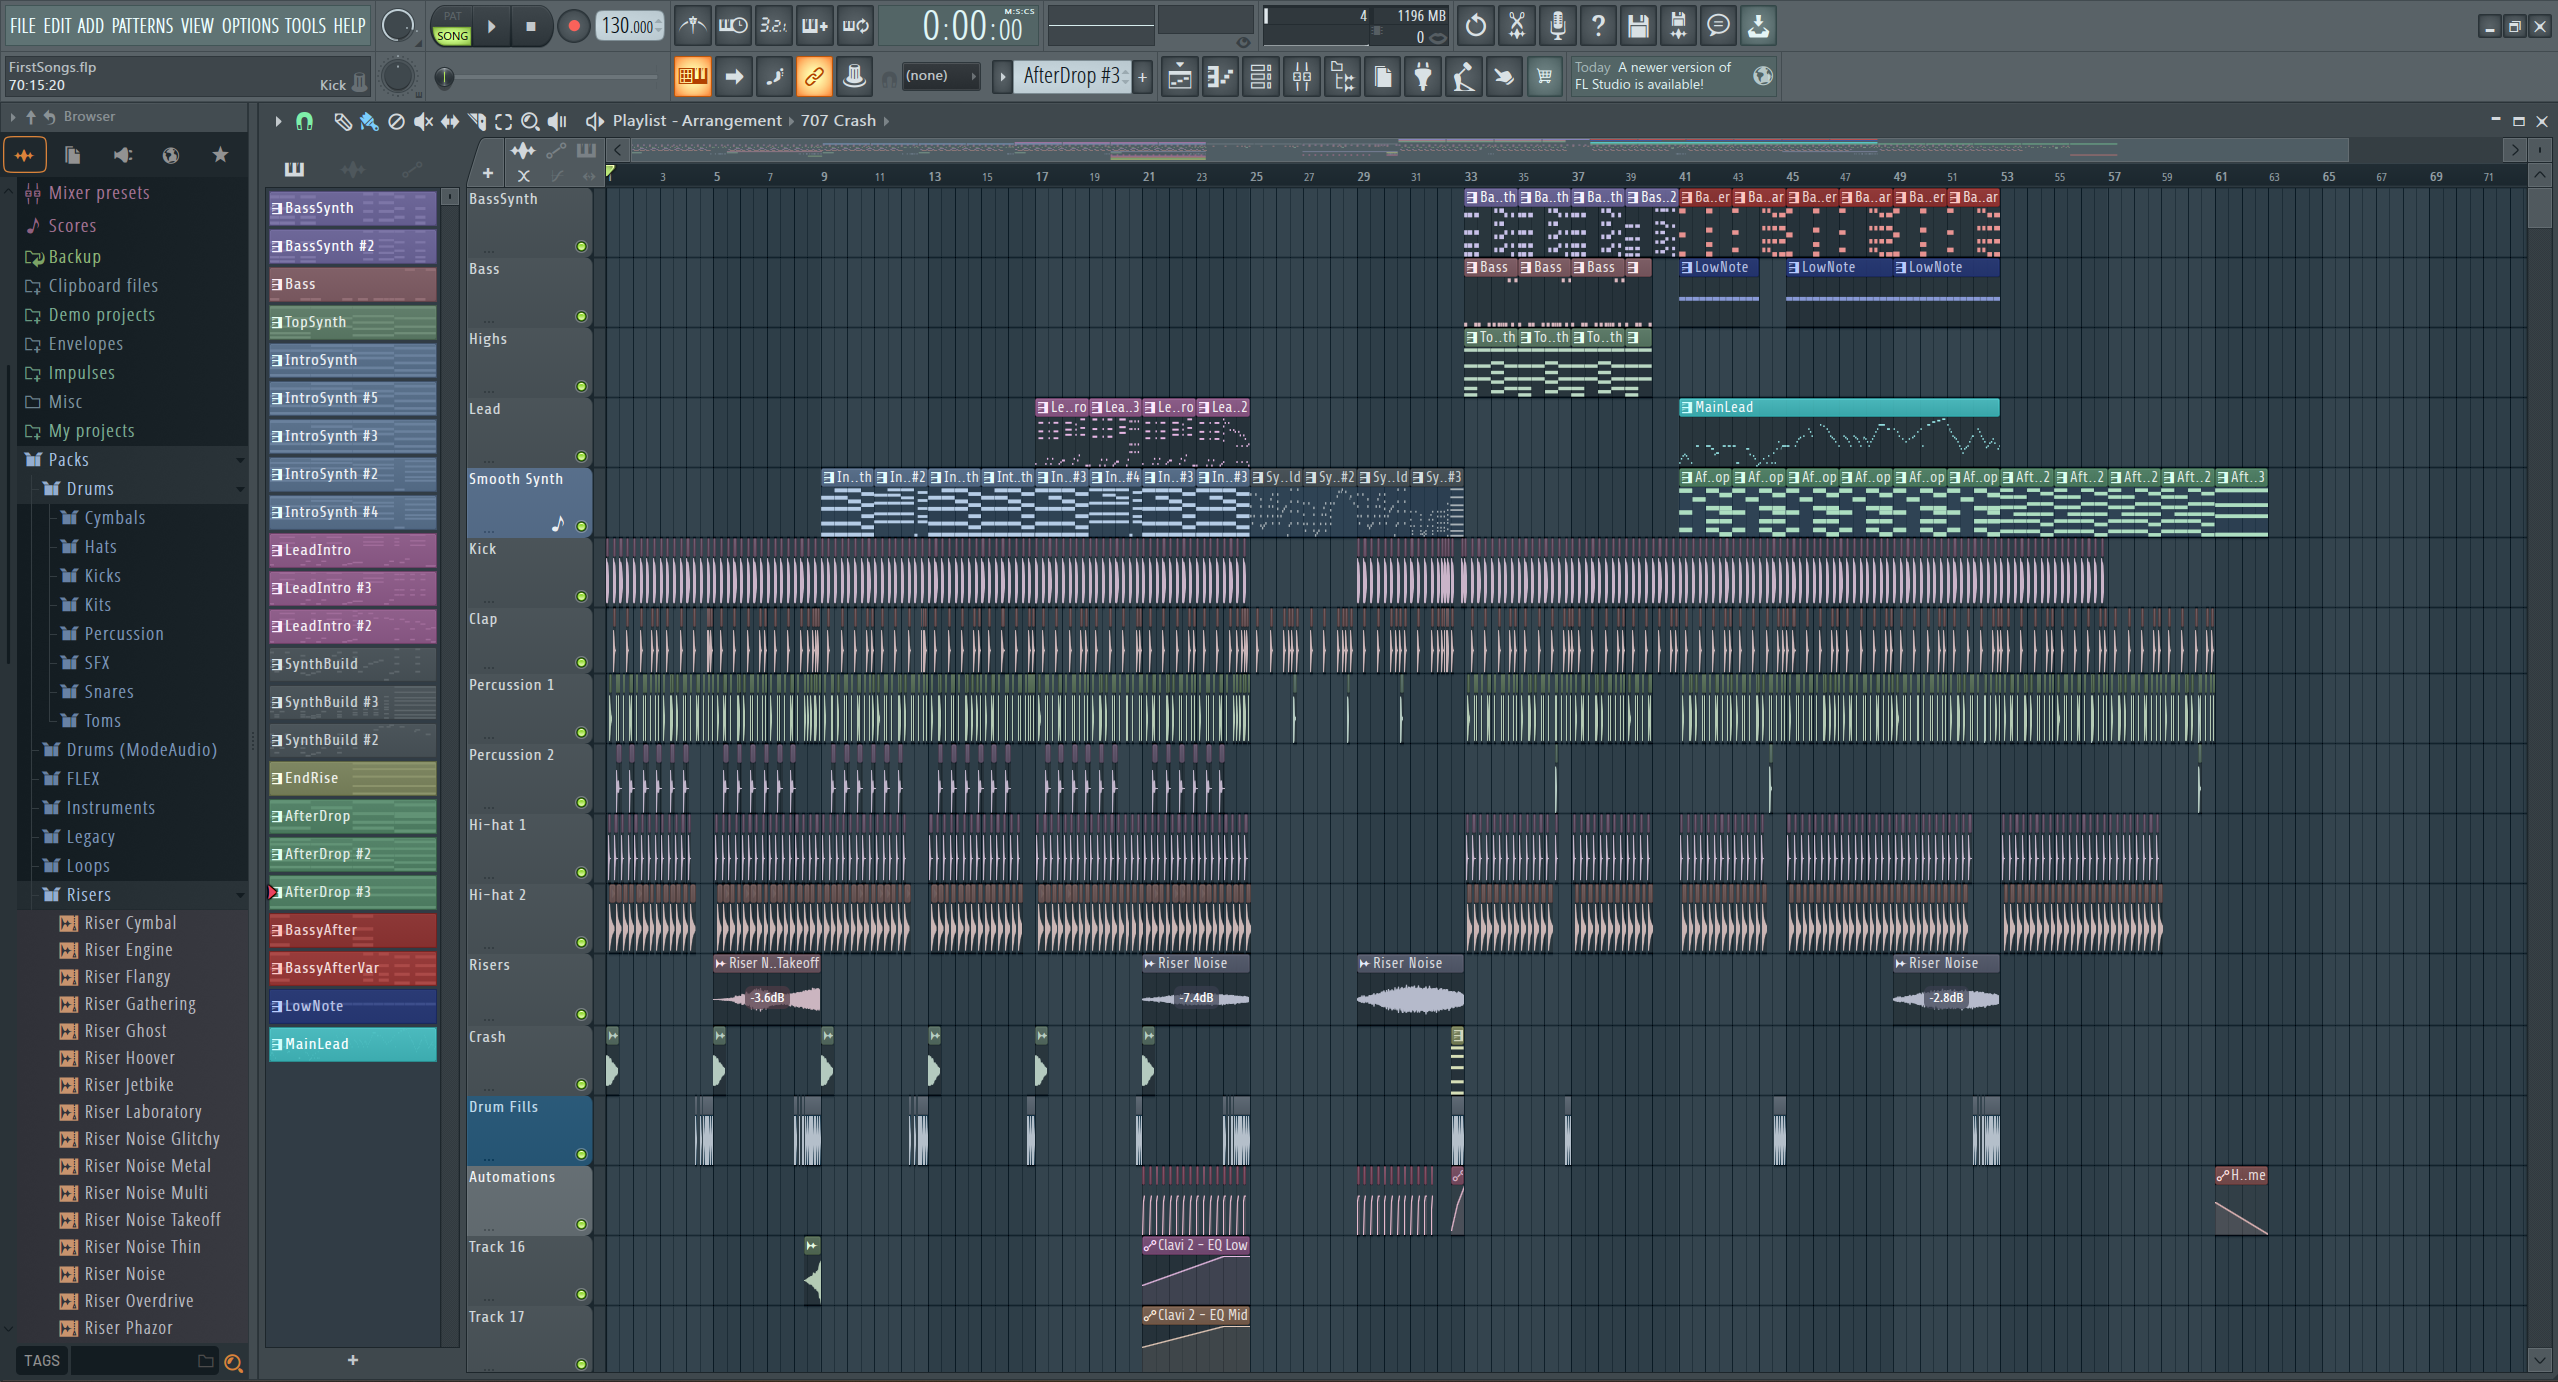 FILE EDIT ADD PATTERNS VIEW OPTIONS TOOLS HELP
PAT
SONG
130.000
3.2.1
0:00:00
M:S:CS
4
1196 MB
0
FirstSongs.flp
70:15:20
Kick
(none)
AfterDrop #3
Today A newer version of
FL Studio is available!
Browser
Playlist - Arrangement 707 Crash
1 3 5 7 9 11 13 15 17 19 21 23 25 27 29 31 33 35 37 39 41 43 45 47 49 51 53 55 57 59 61 63 65 67 69 71
Mixer presets
Scores
Backup
Clipboard files
Demo projects
Envelopes
Impulses
Misc
My projects
Packs
Drums
Cymbals
Hats
Kicks
Kits
Percussion
SFX
Snares
Toms
Drums (ModeAudio)
FLEX
Instruments
Legacy
Loops
Risers
Riser Cymbal
Riser Engine
Riser Flangy
Riser Gathering
Riser Ghost
Riser Hoover
Riser Jetbike
Riser Laboratory
Riser Noise Glitchy
Riser Noise Metal
Riser Noise Multi
Riser Noise Takeoff
Riser Noise Thin
Riser Noise
Riser Overdrive
Riser Phazor
TAGS
BassSynth
BassSynth #2
Bass
TopSynth
IntroSynth
IntroSynth #5
IntroSynth #3
IntroSynth #2
IntroSynth #4
LeadIntro
LeadIntro #3
LeadIntro #2
SynthBuild
SynthBuild #3
SynthBuild #2
EndRise
AfterDrop
AfterDrop #2
AfterDrop #3
BassyAfter
BassyAfterVar
LowNote
MainLead
BassSynth
Ba..th Ba..th Ba..th Bas..2 Ba..er Ba..ar Ba..er Ba..ar Ba..er Ba..ar
Bass
Bass Bass Bass LowNote LowNote LowNote
Highs
To..th To..th To..th
Lead
Le..ro Lea..3 Le..ro Lea..2 MainLead
Smooth Synth
In..th In..#2 In..th Int..th In..#3 In..#4 In..#3 In..#3 Sy..ld Sy..#2 Sy..ld Sy..#3 Af..op Af..op Af..op Af..op Af..op Af..op Aft..2 Aft..2 Aft..2 Aft..2 Aft..3
Kick
Clap
Percussion 1
Percussion 2
Hi-hat 1
Hi-hat 2
Risers
Riser N..Takeoff Riser Noise Riser Noise Riser Noise
-3.6dB -7.4dB -2.8dB
Crash
Drum Fills
Automations
H..me
Track 16
Clavi 2 - EQ Low
Track 17
Clavi 2 - EQ Mid